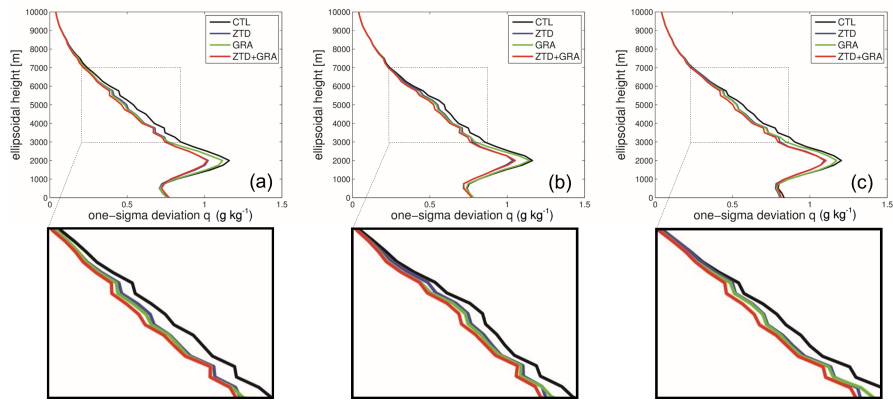 10000
9000
8000
7000
6000
5000
4000
3000
2000
1000
0
ellipsoidal height [m]
CTL
ZTD
GRA
ZTD+GRA
(a)
0 0.5 1 1.5
one-sigma deviation q (g kg⁻¹)
10000
9000
8000
7000
6000
5000
4000
3000
2000
1000
0
ellipsoidal height [m]
CTL
ZTD
GRA
ZTD+GRA
(b)
0 0.5 1 1.5
one-sigma deviation q (g kg⁻¹)
10000
9000
8000
7000
6000
5000
4000
3000
2000
1000
0
ellipsoidal height [m]
CTL
ZTD
GRA
ZTD+GRA
(c)
0 0.5 1 1.5
one-sigma deviation q (g kg⁻¹)